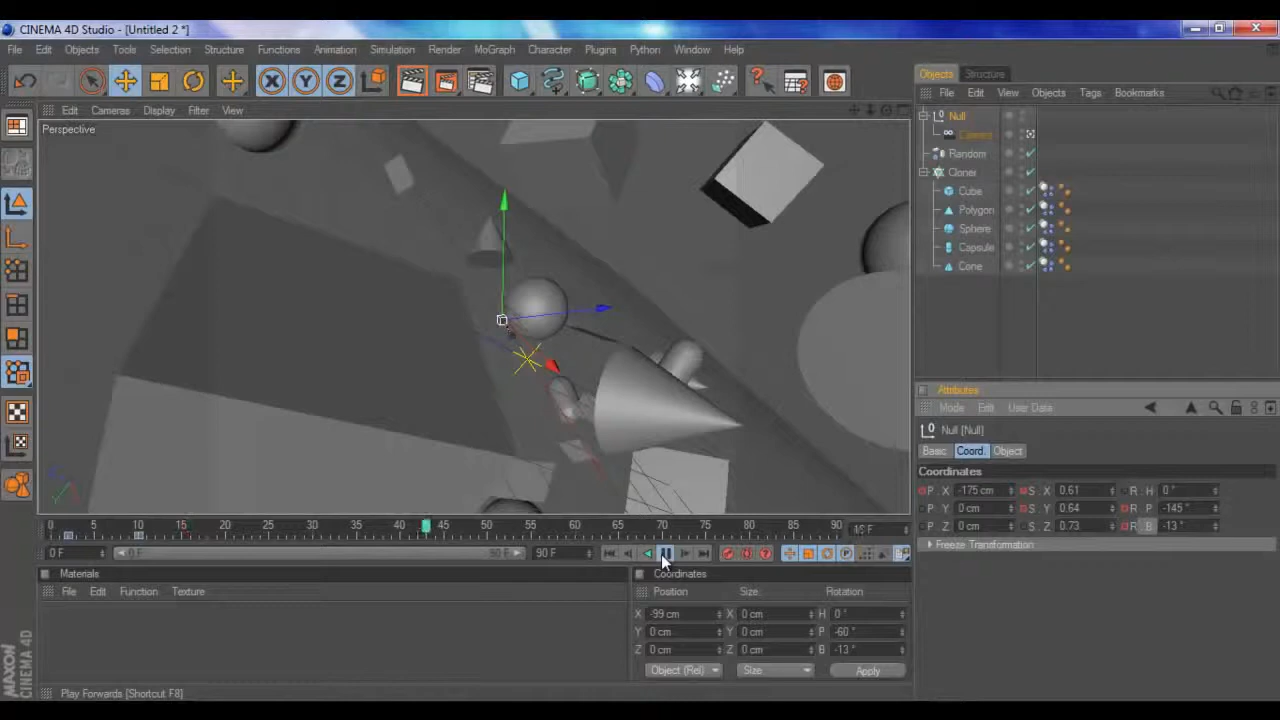 CINEMA 4D Studio - [Untitled 2 *]
File Edit Objects Tools Selection Structure Functions Animation Simulation Render MoGraph Character Plugins Python Window Help
Objects Structure
Edit Cameras Display Filter View
File Edit View Objects Tags Bookmarks
Perspective
Null
Camera
Random
Cloner
Cube
Polygon
Sphere
Capsule
Cone
Attributes
Mode Edit User Data
Null [Null]
Basic Coord. Object
Coordinates
P . X -175 cm S . X 0.61 R . H 0 °
P . Y 0 cm S . Y 0.64 R . P -145 °
P . Z 0 cm S . Z 0.73 R . B -13 °
Freeze Transformation
0 5 10 15 20 25 30 35 40 45 50 55 60 65 70 75 80 85 90
0 F 0 F 90 F 90 F
Materials
File Edit Function Texture
Coordinates
Position Size: Rotation
X -99 cm X 0 cm H 0 °
Y 0 cm Y 0 cm P -60 °
Z 0 cm Z 0 cm B -13 °
Object (Rel) Size Apply
MAXON
CINEMA 4D
Play Forwards [Shortcut F8]